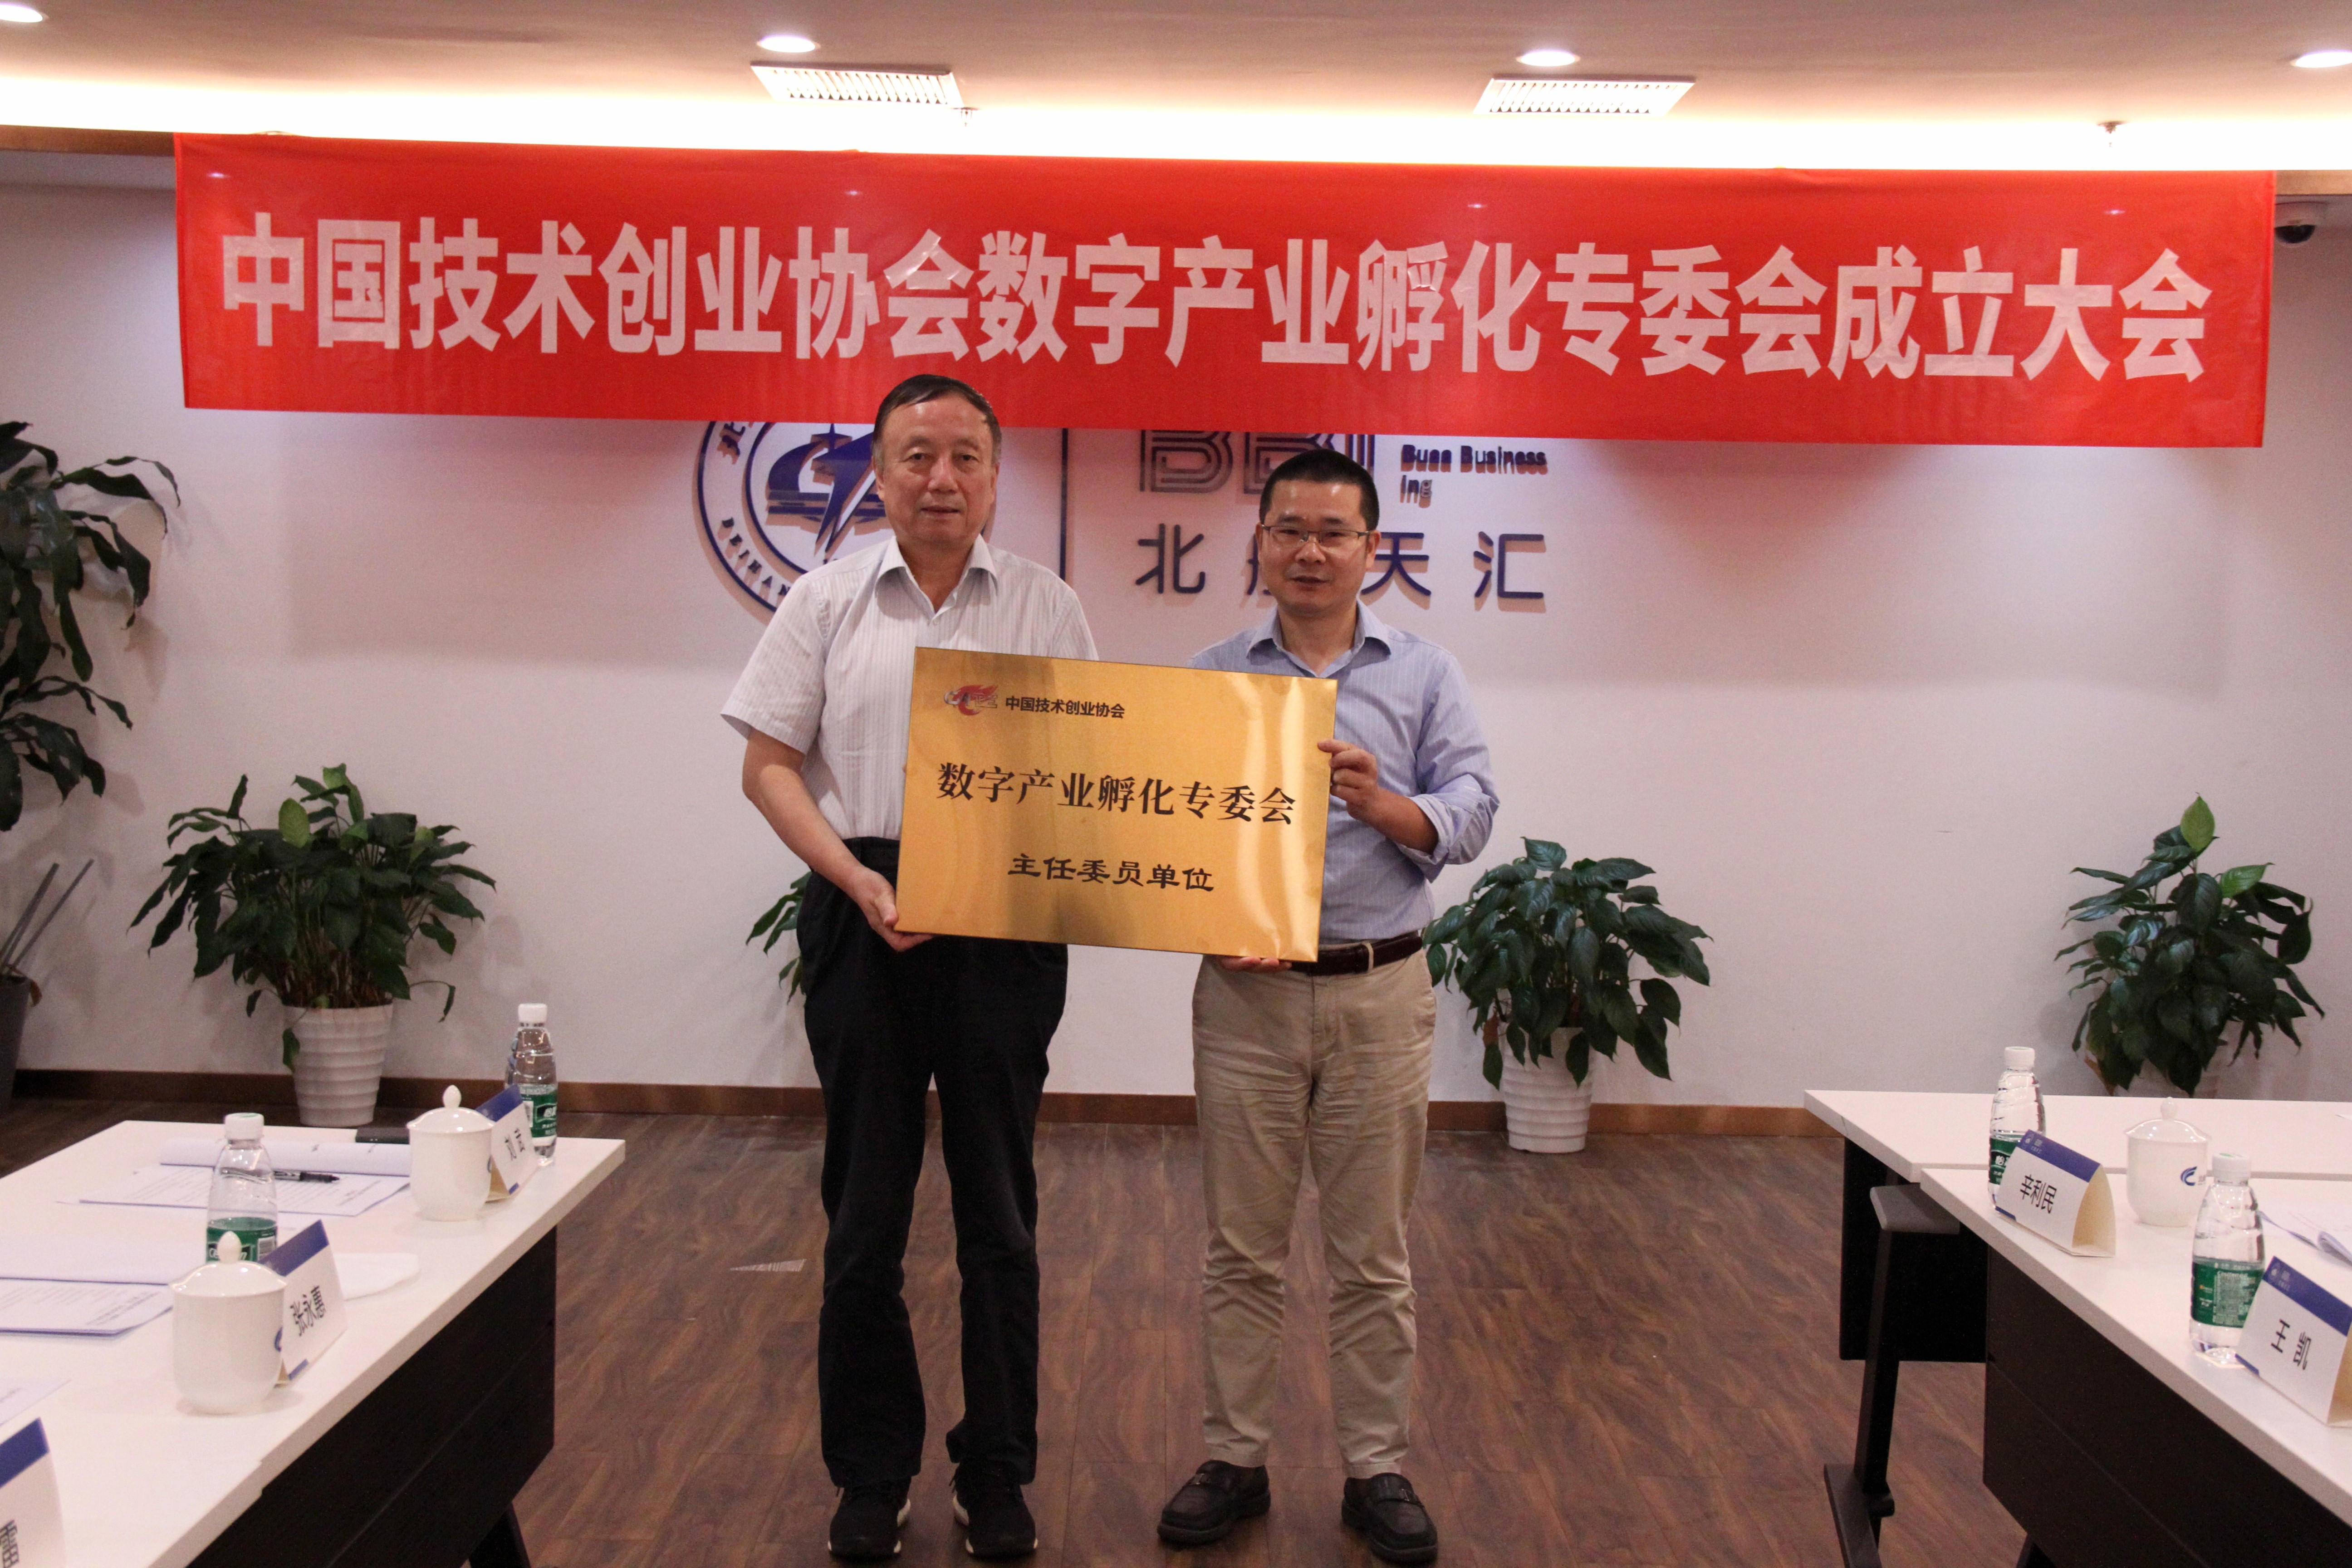 中国技术创业协会数字产业孵化专委会成立大会
Buaa Business
ing
北 天 汇
中国技术创业协会
数字产业孵化专委会
主任委员单位
辛利民
张永惠
王 凯